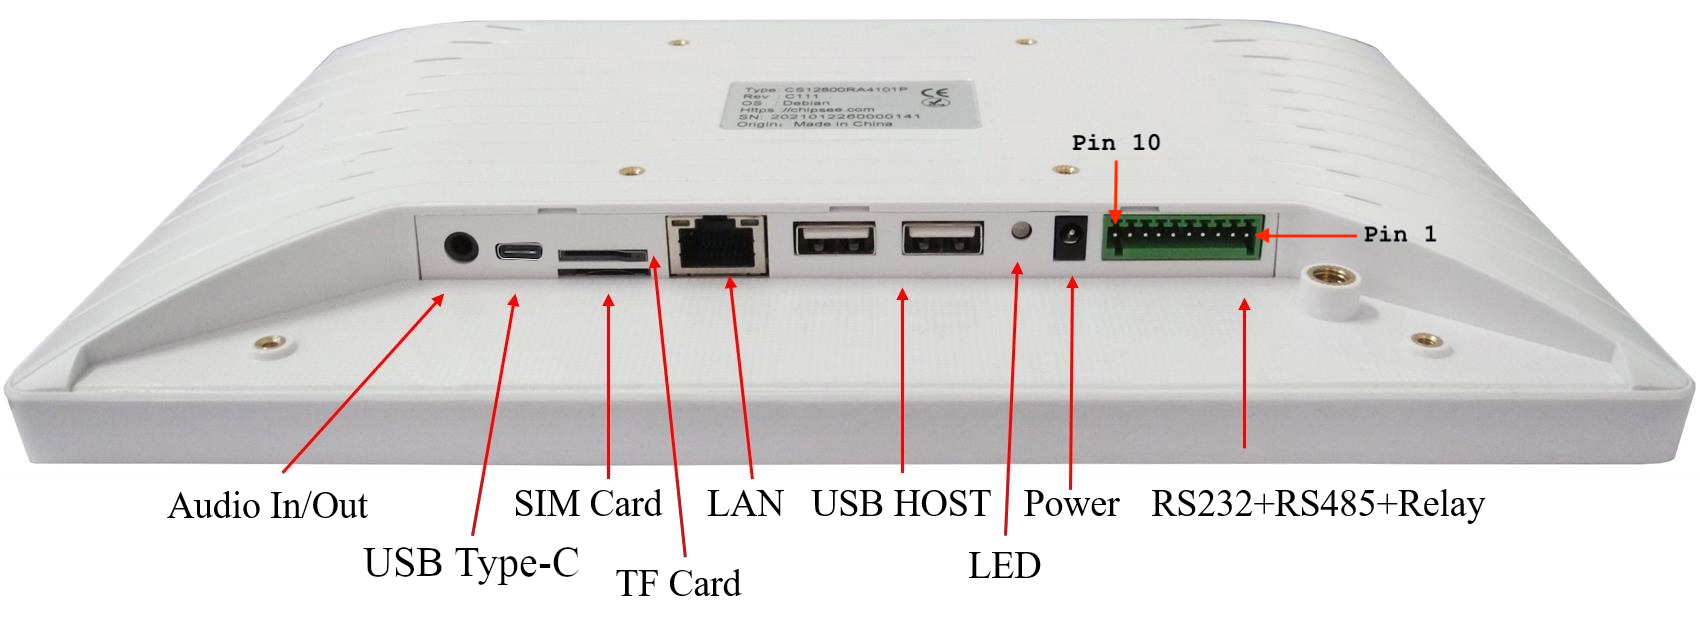 Type: CS12800RA4101P
Rev : C111
OS : Debian
Https ://chipsee.com
SN: 2021012260000141
Origin: Made in China
CE
Pin 10
Pin 1
Audio In/Out
SIM Card
LAN
USB HOST
Power
RS232+RS485+Relay
USB Type-C
LED
TF Card